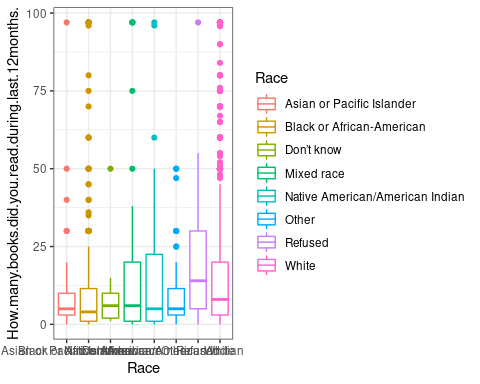 How.many.books.did.you.read.during.last.12months.
100
75
50
25
0
Race
Race
Asian or Pacific Islander
Black or African-American
Don't know
Mixed race
Native American/American Indian
Other
Refused
White